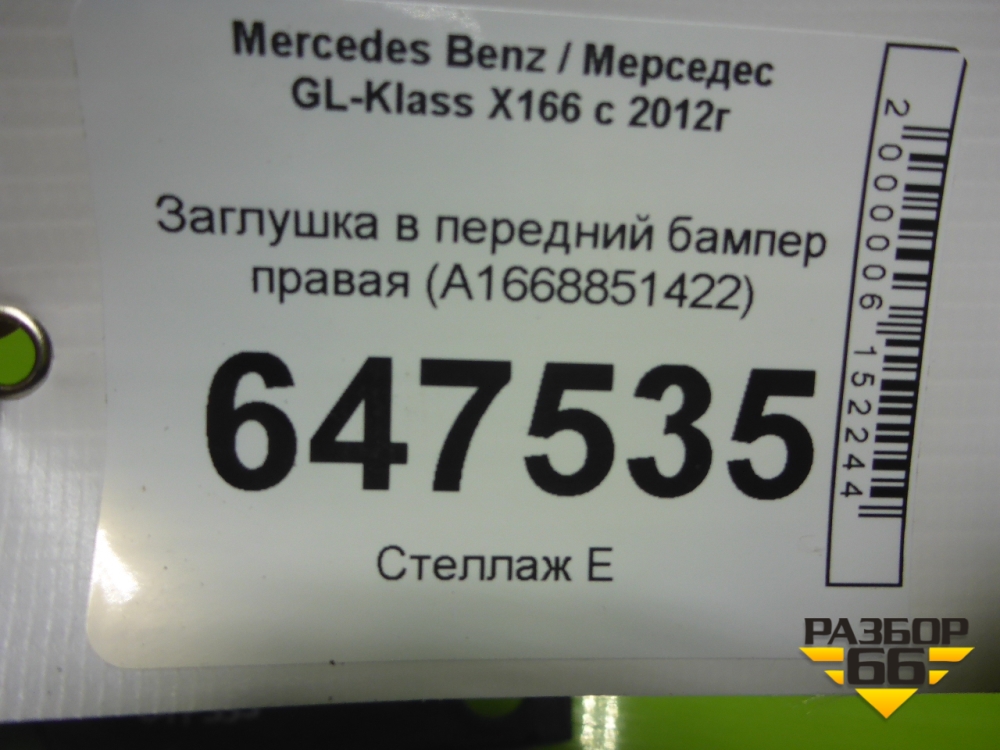 Mercedes Benz / Мерседес
GL-Klass X166 с 2012г
Заглушка в передний бампер
правая (A1668851422)
647535
Стеллаж Е
2000006152244
РАЗБОР
66